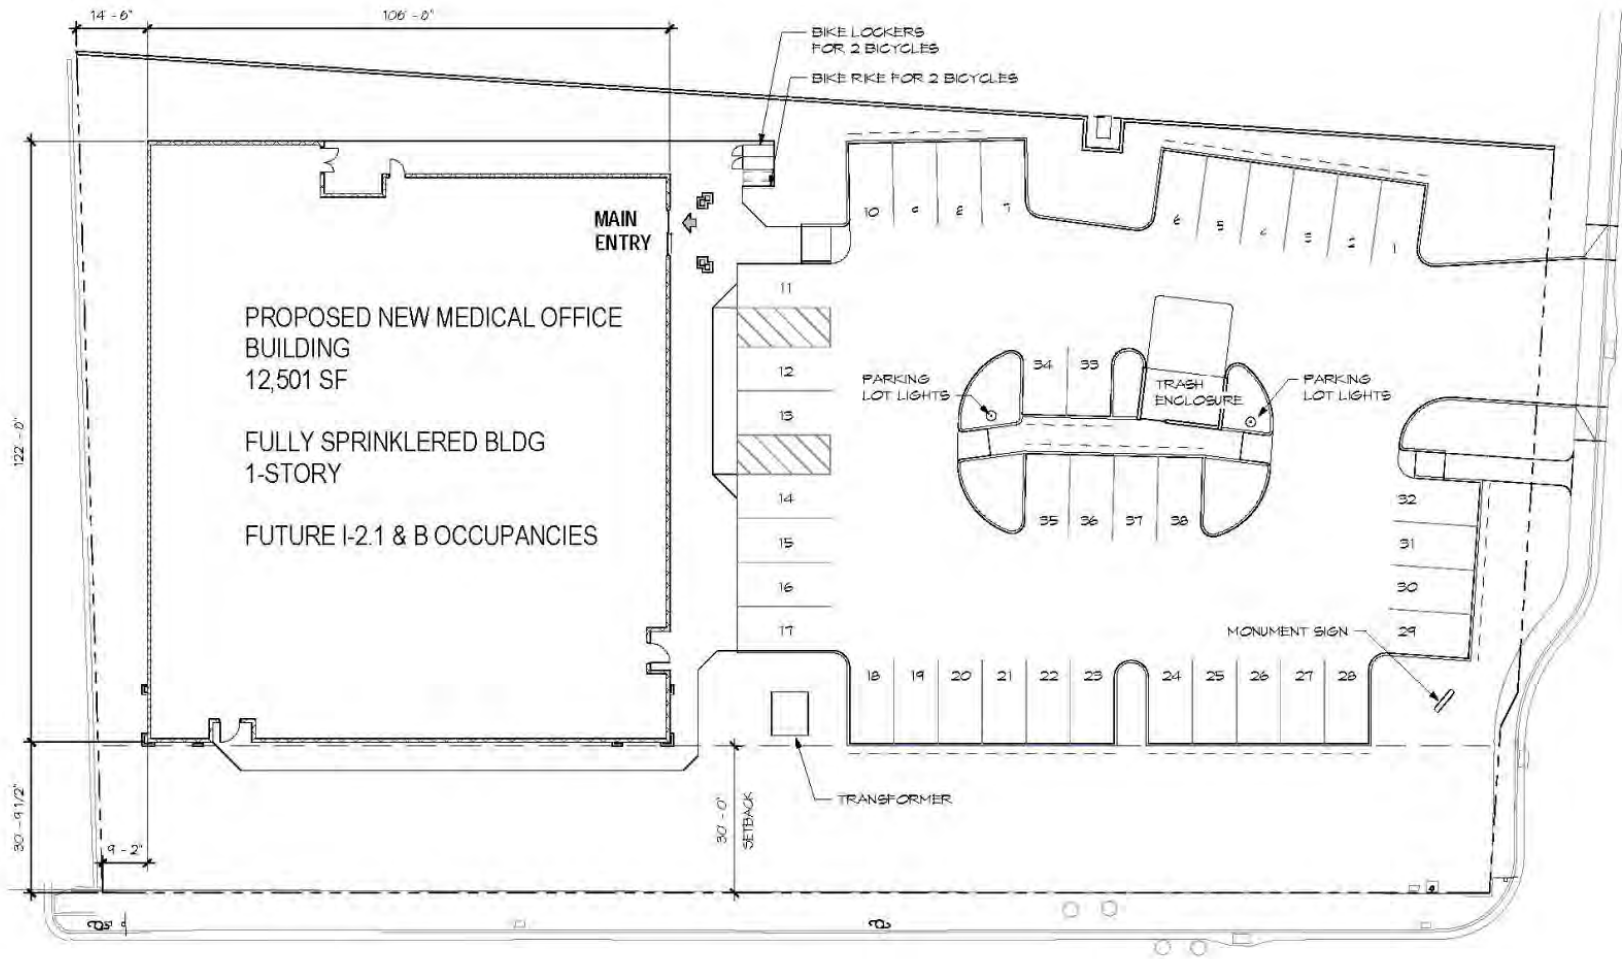 14' - 6"
106' - 0"
BIKE LOCKERS
FOR 2 BICYCLES
BIKE RIKE FOR 2 BICYCLES
MAIN
ENTRY
10
9
8
7
6
5
4
3
2
1
11
12
13
14
15
16
17
PROPOSED NEW MEDICAL OFFICE
BUILDING
12,501 SF
FULLY SPRINKLERED BLDG
1-STORY
FUTURE I-2.1 & B OCCUPANCIES
122' - 0"
34
33
PARKING
LOT LIGHTS
TRASH
ENCLOSURE
PARKING
LOT LIGHTS
35
36
37
38
32
31
30
29
MONUMENT SIGN
18
19
20
21
22
23
24
25
26
27
28
TRANSFORMER
30' - 0"
SETBACK
30' - 9 1/2"
9 - 2"